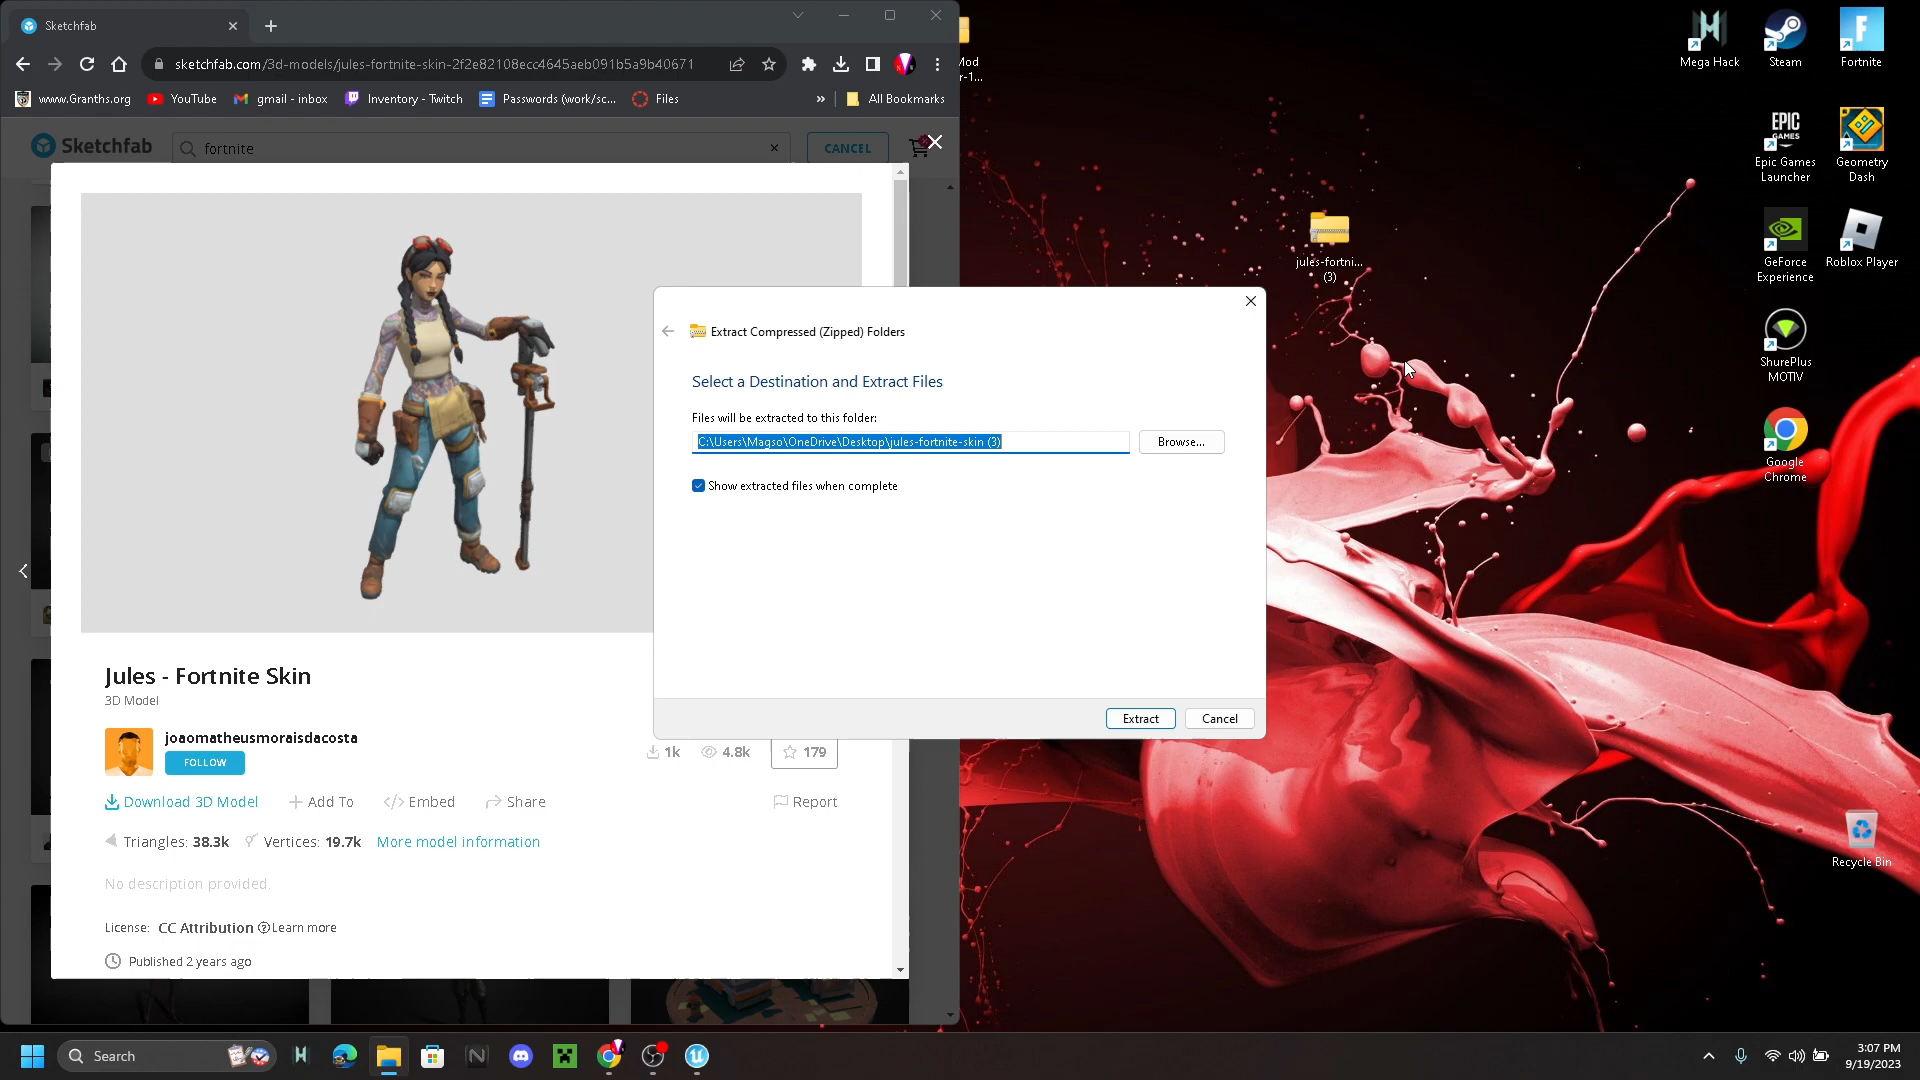 Sketchfab
sketchfab.com/3d-models/jules-fortnite-skin-2f2e82108ecc4645aeb091b5a9b40671
www.Granths.org
YouTube
gmail - inbox
Inventory - Twitch
Passwords (work/sc...
Files
»
All Bookmarks
Sketchfab
fortnite
CANCEL
Jules - Fortnite Skin
3D Model
joaomatheusmoraisdacosta
FOLLOW
1k
4.8k
179
Download 3D Model
Add To
Embed
Share
Report
Triangles: 38.3k
Vertices: 19.7k
More model information
No description provided.
License: CC Attribution
Learn more
Published 2 years ago
Extract Compressed (Zipped) Folders
Select a Destination and Extract Files
Files will be extracted to this folder:
C:\Users\Magso\OneDrive\Desktop\jules-fortnite-skin (3)
Browse...
Show extracted files when complete
Extract
Cancel
Mod
r-1...
jules-fortni...
(3)
Mega Hack
Steam
Fortnite
EPIC
GAMES
Epic Games
Launcher
Geometry
Dash
GeForce
Experience
Roblox Player
ShurePlus
MOTIV
Google
Chrome
Recycle Bin
Search
3:07 PM
9/19/2023